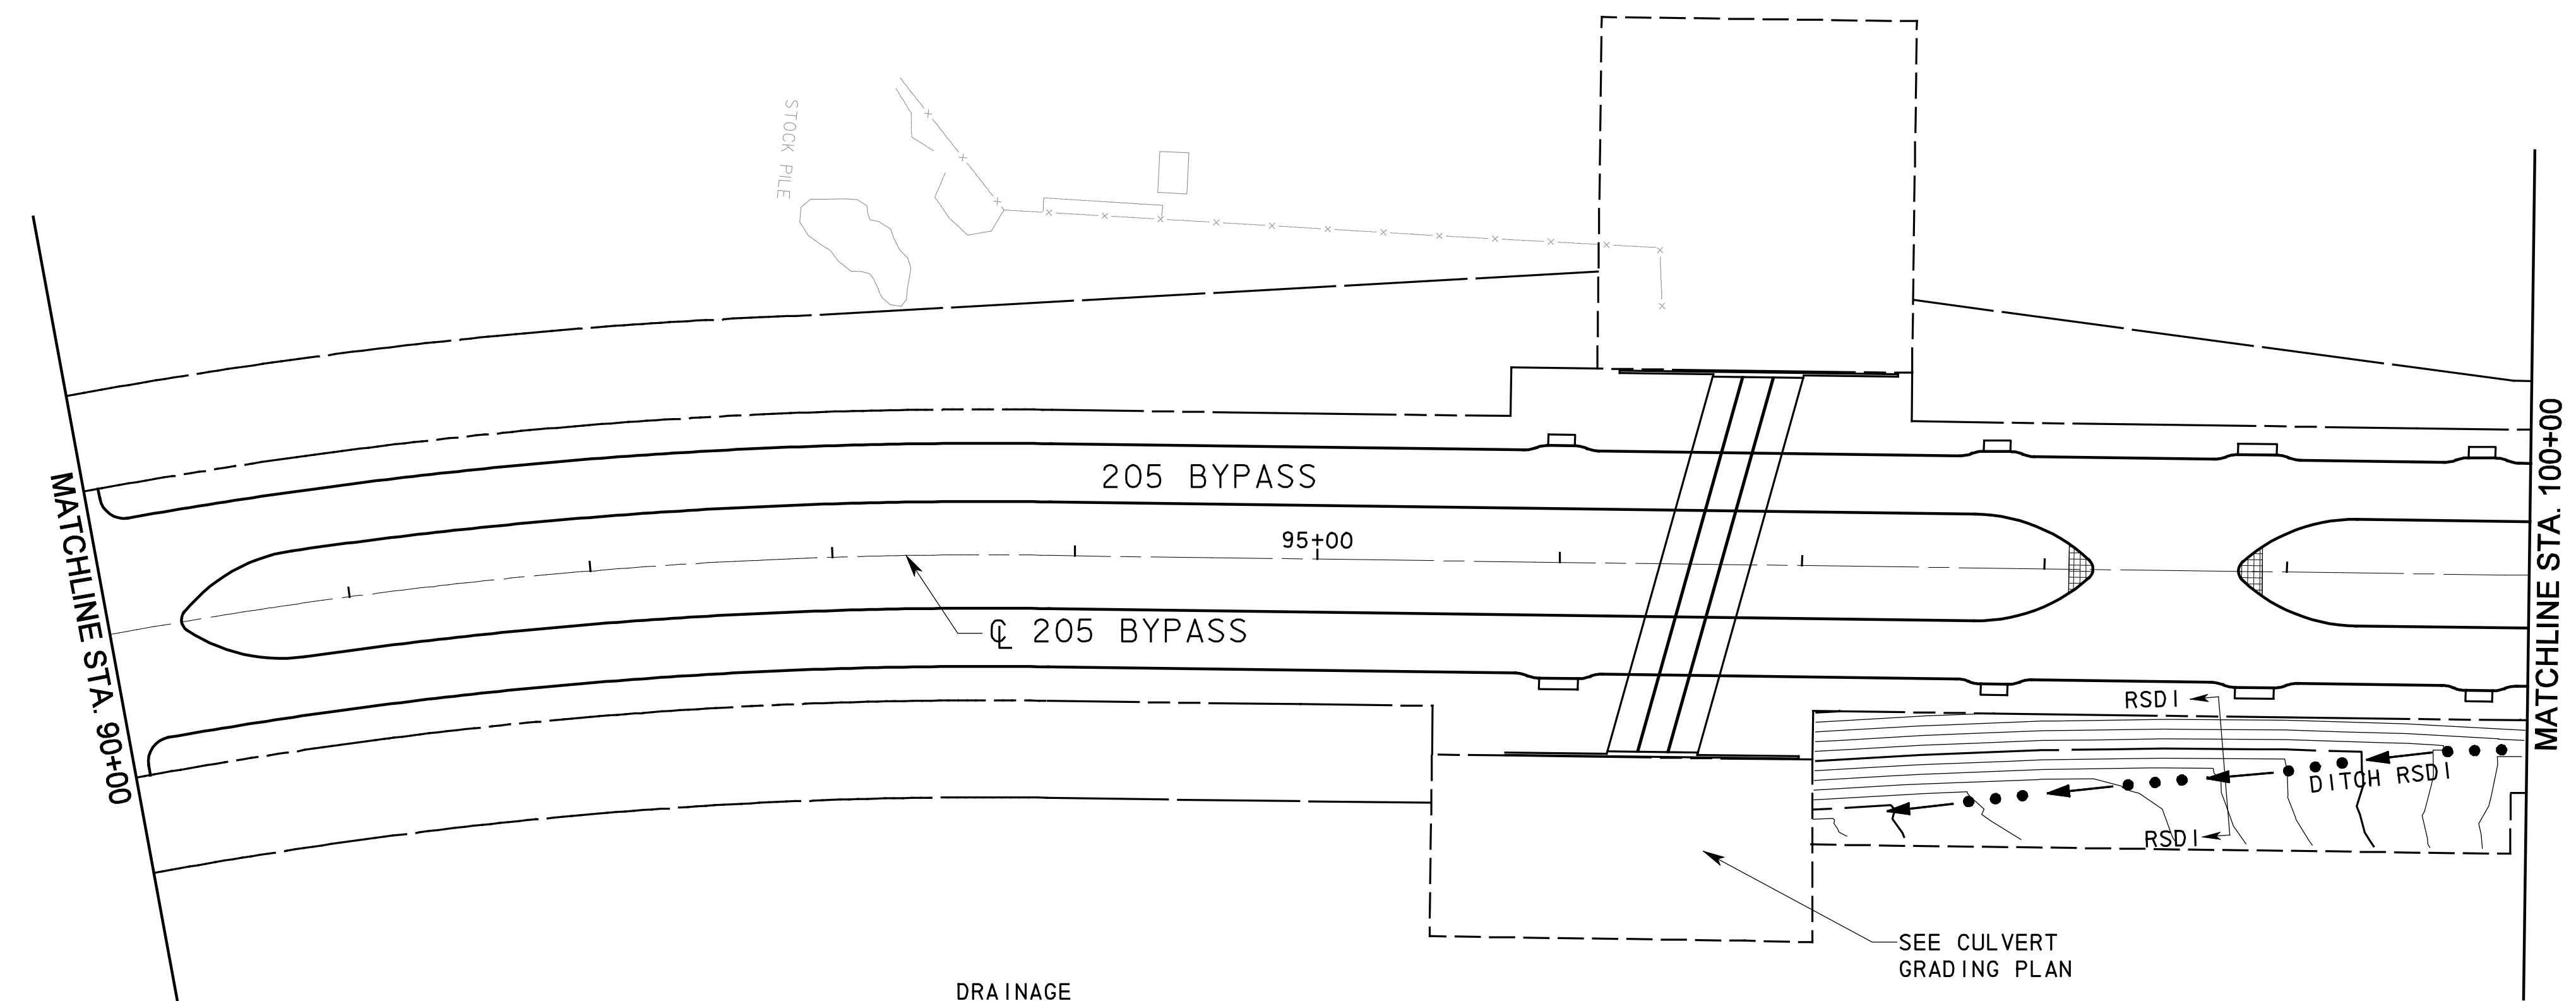 STOCK PILE
205 BYPASS
95+00
℄ 205 BYPASS
MATCHLINE STA. 90+00
MATCHLINE STA. 100+00
RSDI
DITCH RSDI
RSDI
SEE CULVERT
GRADING PLAN
DRAINAGE